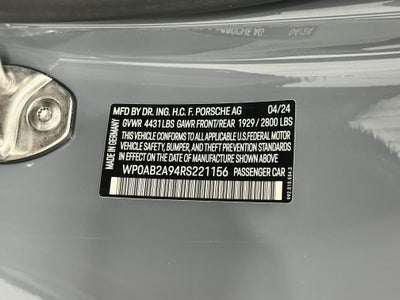 MFD BY DR. ING. H.C. F. PORSCHE AG 04/24
GVWR 4431LBS GAWR FRONT/REAR 1929/2800 LBS
THIS VEHICLE CONFORMS TO ALL APPLICABLE U.S.FEDERAL MOTOR
VEHICLE SAFETY, BUMPER, AND THEFT PREVENTION STANDARDS IN
EFFECT ON THE DATE OF MANUFACTURE SHOWN ABOVE.
WP0AB2A94RS221156 PASSENGER CAR
MADE IN GERMANY